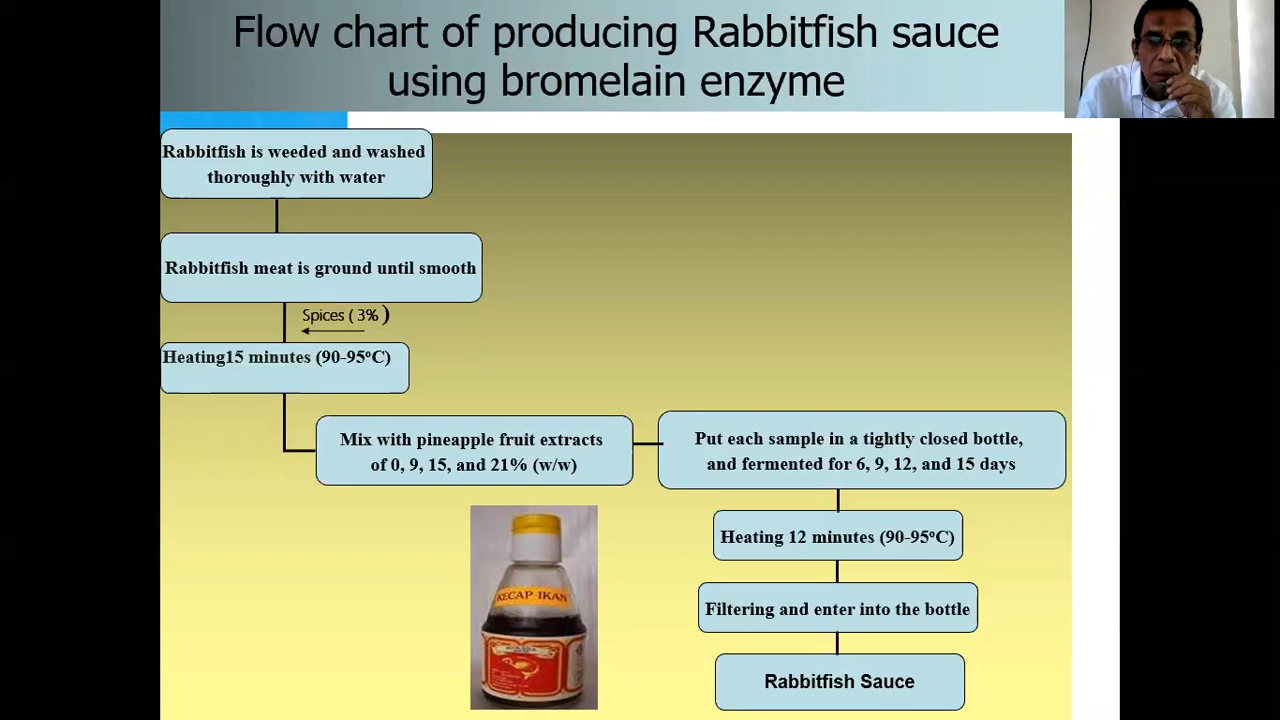 Flow chart of producing Rabbitfish sauce
using bromelain enzyme
Rabbitfish is weeded and washed
thoroughly with water
Rabbitfish meat is ground until smooth
Spices ( 3% )
Heating15 minutes (90-95ºC)
Mix with pineapple fruit extracts
of 0, 9, 15, and 21% (w/w)
Put each sample in a tightly closed bottle,
and fermented for 6, 9, 12, and 15 days
Heating 12 minutes (90-95ºC)
Filtering and enter into the bottle
Rabbitfish Sauce
KECAP IKAN